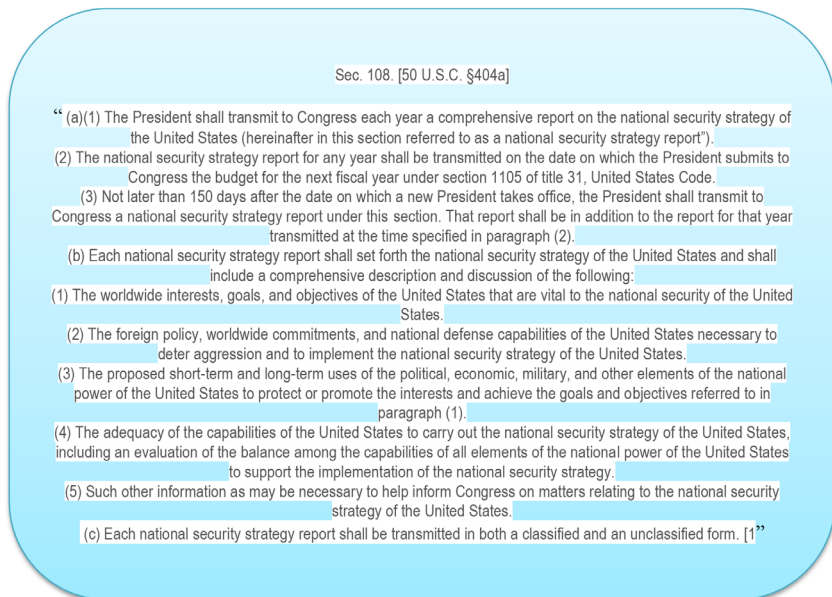 Sec. 108. [50 U.S.C. §404a]
“ (a)(1) The President shall transmit to Congress each year a comprehensive report on the national security strategy of
the United States (hereinafter in this section referred to as a national security strategy report”).
(2) The national security strategy report for any year shall be transmitted on the date on which the President submits to
Congress the budget for the next fiscal year under section 1105 of title 31, United States Code.
(3) Not later than 150 days after the date on which a new President takes office, the President shall transmit to
Congress a national security strategy report under this section. That report shall be in addition to the report for that year
transmitted at the time specified in paragraph (2).
(b) Each national security strategy report shall set forth the national security strategy of the United States and shall
include a comprehensive description and discussion of the following:
(1) The worldwide interests, goals, and objectives of the United States that are vital to the national security of the United
States.
(2) The foreign policy, worldwide commitments, and national defense capabilities of the United States necessary to
deter aggression and to implement the national security strategy of the United States.
(3) The proposed short-term and long-term uses of the political, economic, military, and other elements of the national
power of the United States to protect or promote the interests and achieve the goals and objectives referred to in
paragraph (1).
(4) The adequacy of the capabilities of the United States to carry out the national security strategy of the United States,
including an evaluation of the balance among the capabilities of all elements of the national power of the United States
to support the implementation of the national security strategy.
(5) Such other information as may be necessary to help inform Congress on matters relating to the national security
strategy of the United States.
(c) Each national security strategy report shall be transmitted in both a classified and an unclassified form. [1”